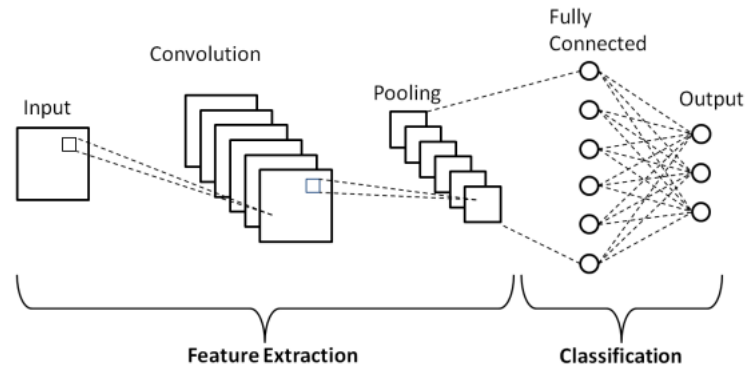 Input
Convolution
Pooling
Fully
Connected
Output
Feature Extraction
Classification